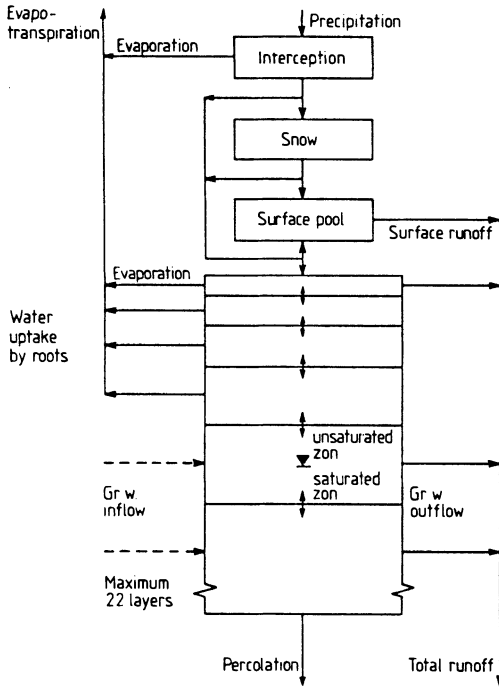 Evapo-
transpiration
Precipitation
Evaporation
Interception
Snow
Surface pool
Surface runoff
Evaporation
Water
uptake
by roots
unsaturated
zon
saturated
zon
Gr w.
inflow
Gr w
outflow
Maximum
22 layers
Percolation
Total runoff